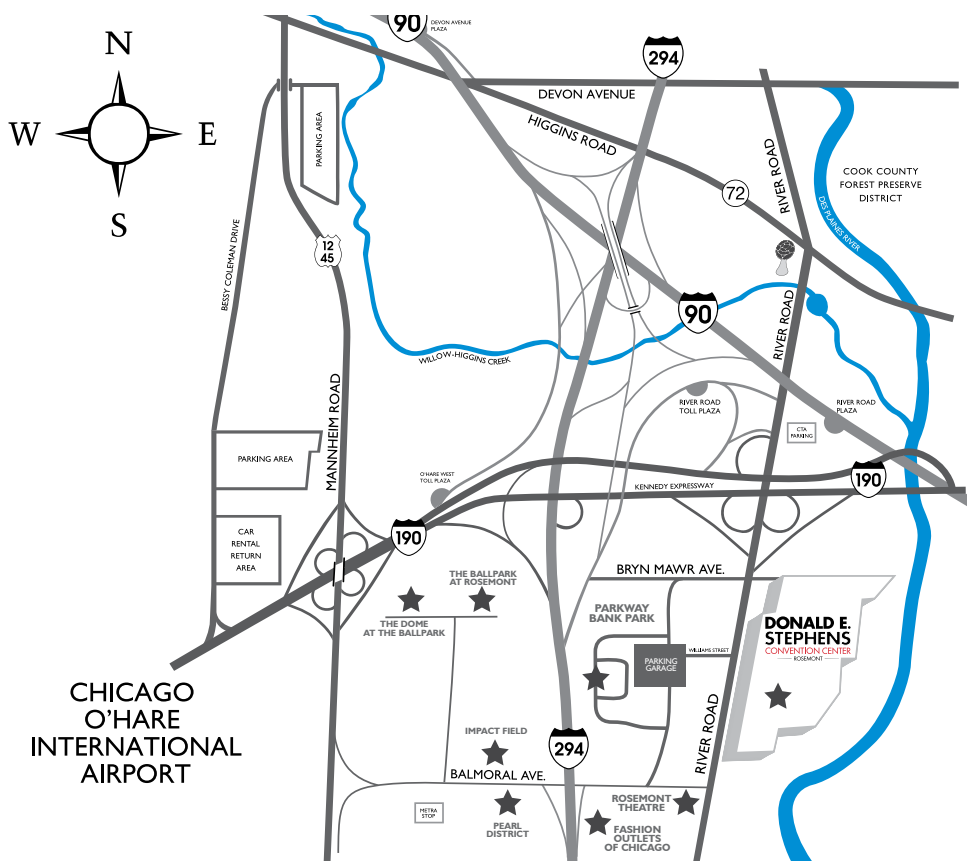 N
W
E
S
90
DEVON AVENUE
PLAZA
294
DEVON AVENUE
HIGGINS ROAD
72
RIVER ROAD
COOK COUNTY
FOREST PRESERVE
DISTRICT
DES PLAINES RIVER
PARKING AREA
12
45
BESSY COLEMAN DRIVE
90
RIVER ROAD
WILLOW-HIGGINS CREEK
MANNHEIM ROAD
RIVER ROAD
TOLL PLAZA
RIVER ROAD
PLAZA
CTA
PARKING
PARKING AREA
O'HARE WEST
TOLL PLAZA
190
KENNEDY EXPRESSWAY
CAR
RENTAL
RETURN
AREA
190
BRYN MAWR AVE.
THE BALLPARK
AT ROSEMONT
THE DOME
AT THE BALLPARK
PARKWAY
BANK PARK
WILLIAMS STREET
PARKING
GARAGE
DONALD E.
STEPHENS
CONVENTION CENTER
ROSEMONT
CHICAGO
O'HARE
INTERNATIONAL
AIRPORT
RIVER ROAD
IMPACT FIELD
294
BALMORAL AVE.
METRA
STOP
PEARL
DISTRICT
ROSEMONT
THEATRE
FASHION
OUTLETS
OF CHICAGO